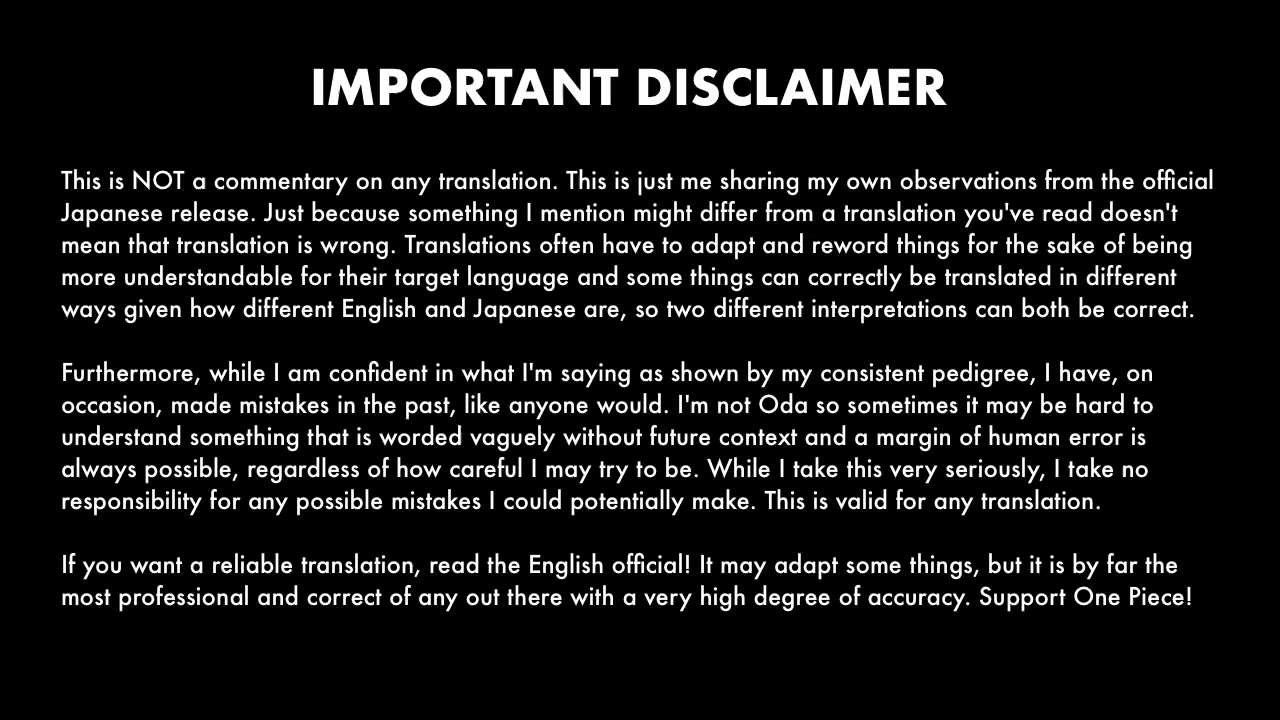 IMPORTANT DISCLAIMER
This is NOT a commentary on any translation. This is just me sharing my own observations from the official
Japanese release. Just because something I mention might differ from a translation you've read doesn't
mean that translation is wrong. Translations often have to adapt and reword things for the sake of being
more understandable for their target language and some things can correctly be translated in different
ways given how different English and Japanese are, so two different interpretations can both be correct.
Furthermore, while I am confident in what I'm saying as shown by my consistent pedigree, I have, on
occasion, made mistakes in the past, like anyone would. I'm not Oda so sometimes it may be hard to
understand something that is worded vaguely without future context and a margin of human error is
always possible, regardless of how careful I may try to be. While I take this very seriously, I take no
responsibility for any possible mistakes I could potentially make. This is valid for any translation.
If you want a reliable translation, read the English official! It may adapt some things, but it is by far the
most professional and correct of any out there with a very high degree of accuracy. Support One Piece!